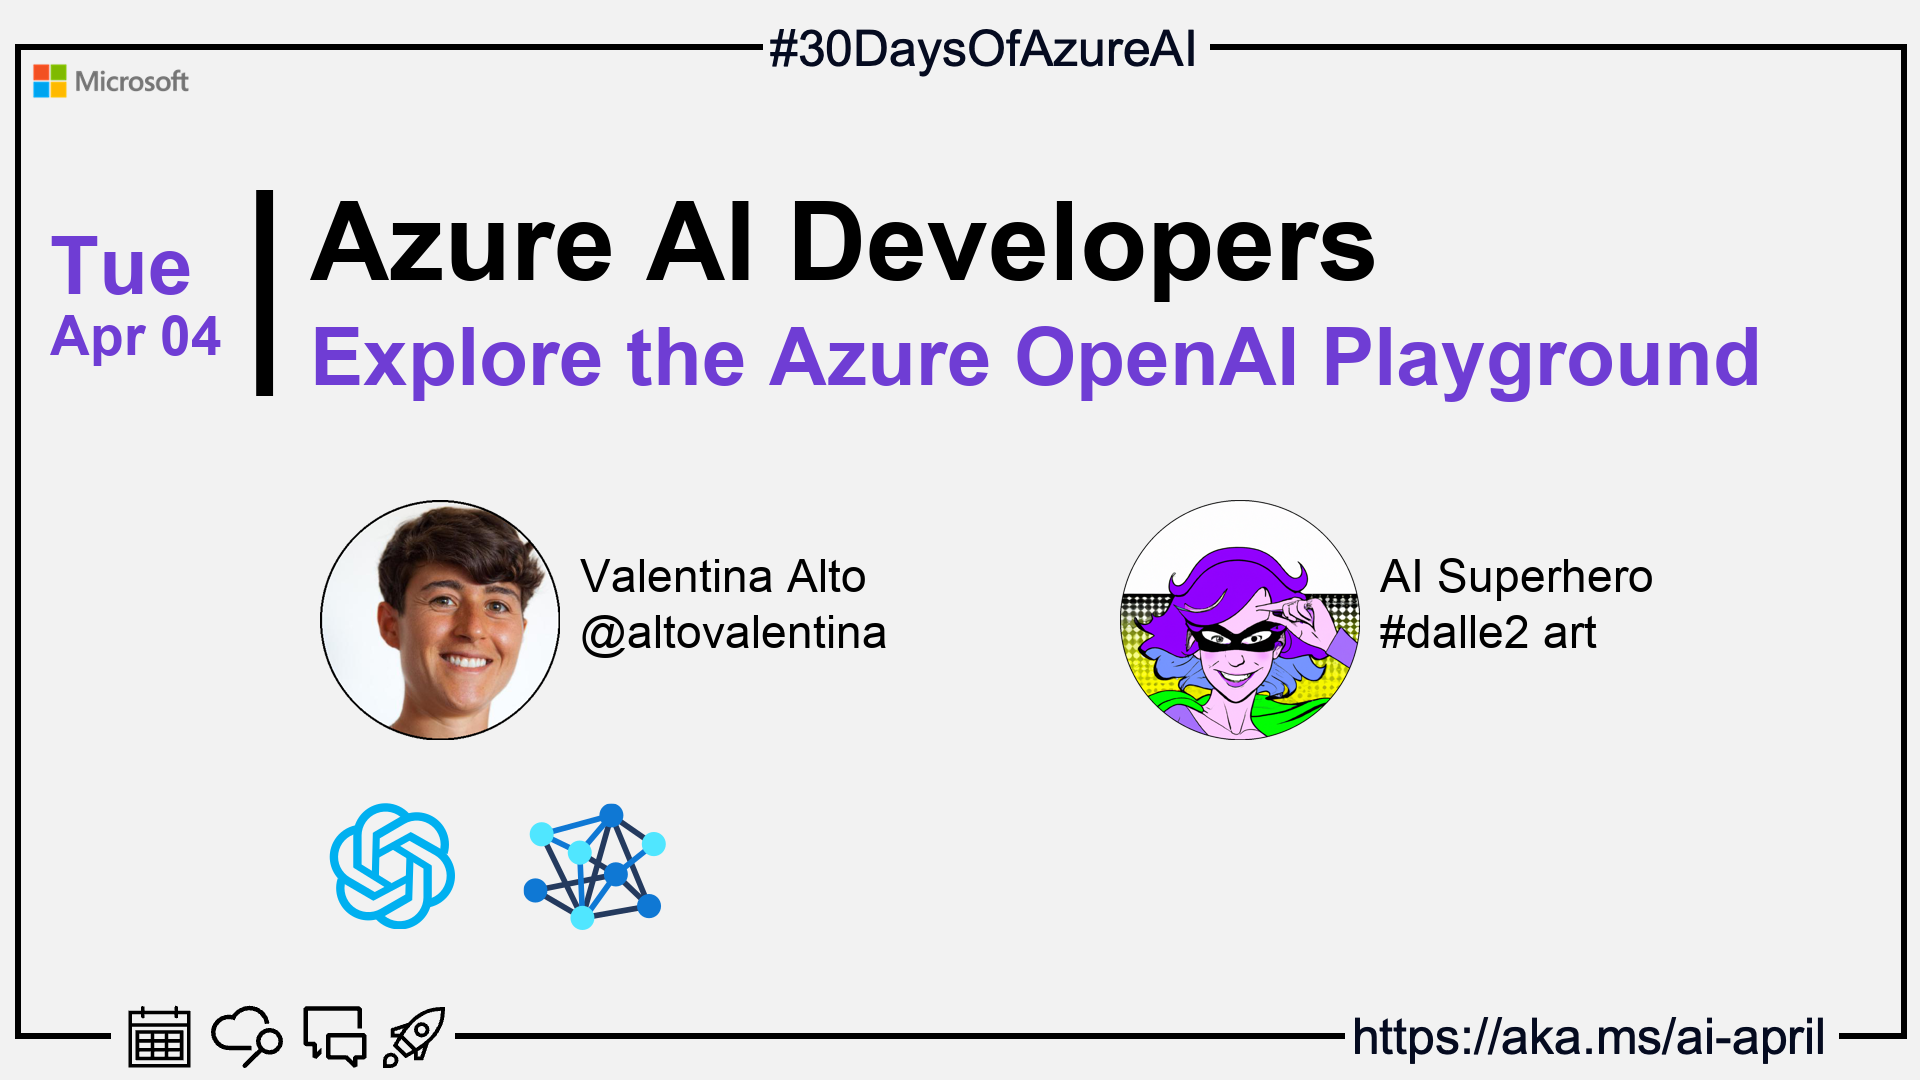 #30DaysOfAzureAI
Microsoft
Tue
Apr 04
Azure AI Developers
Explore the Azure OpenAI Playground
Valentina Alto
@altovalentina
AI Superhero
#dalle2 art
https://aka.ms/ai-april